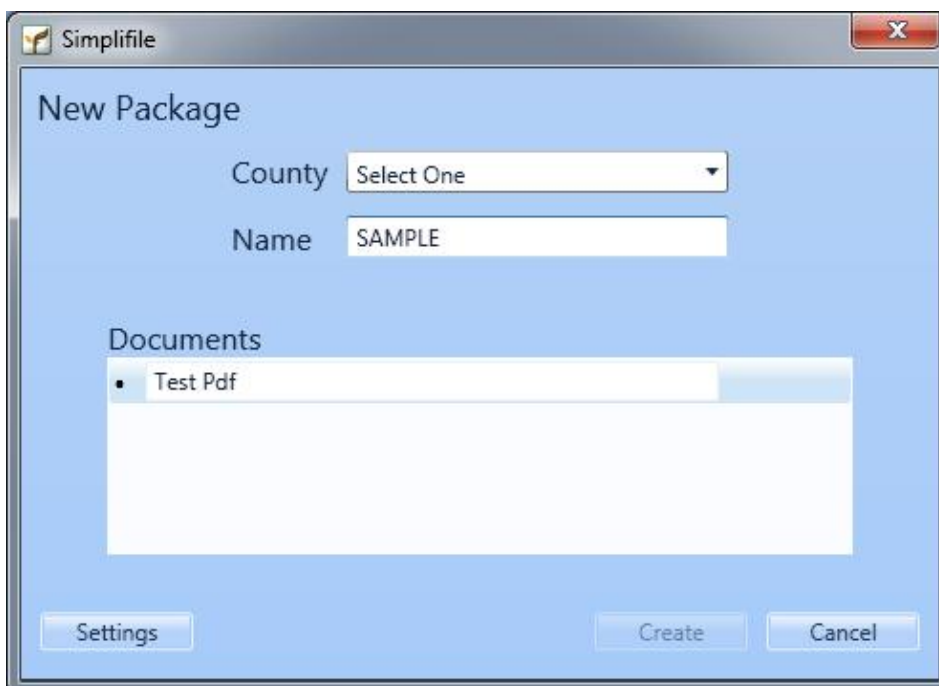 Simplifile
New Package
County Select One
Name SAMPLE
Documents
• Test Pdf
Settings Create Cancel